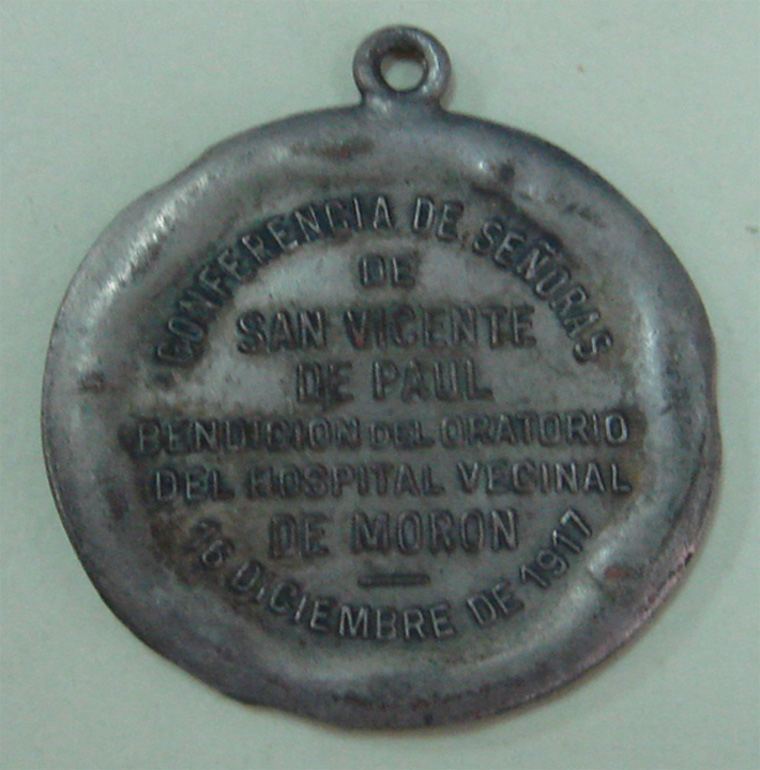 CONFERENCIA DE SEÑORAS
DE
SAN VICENTE
DE PAUL
BENDICION DEL ORATORIO
DEL HOSPITAL VECINAL
DE MORON
16 DICIEMBRE DE 1917